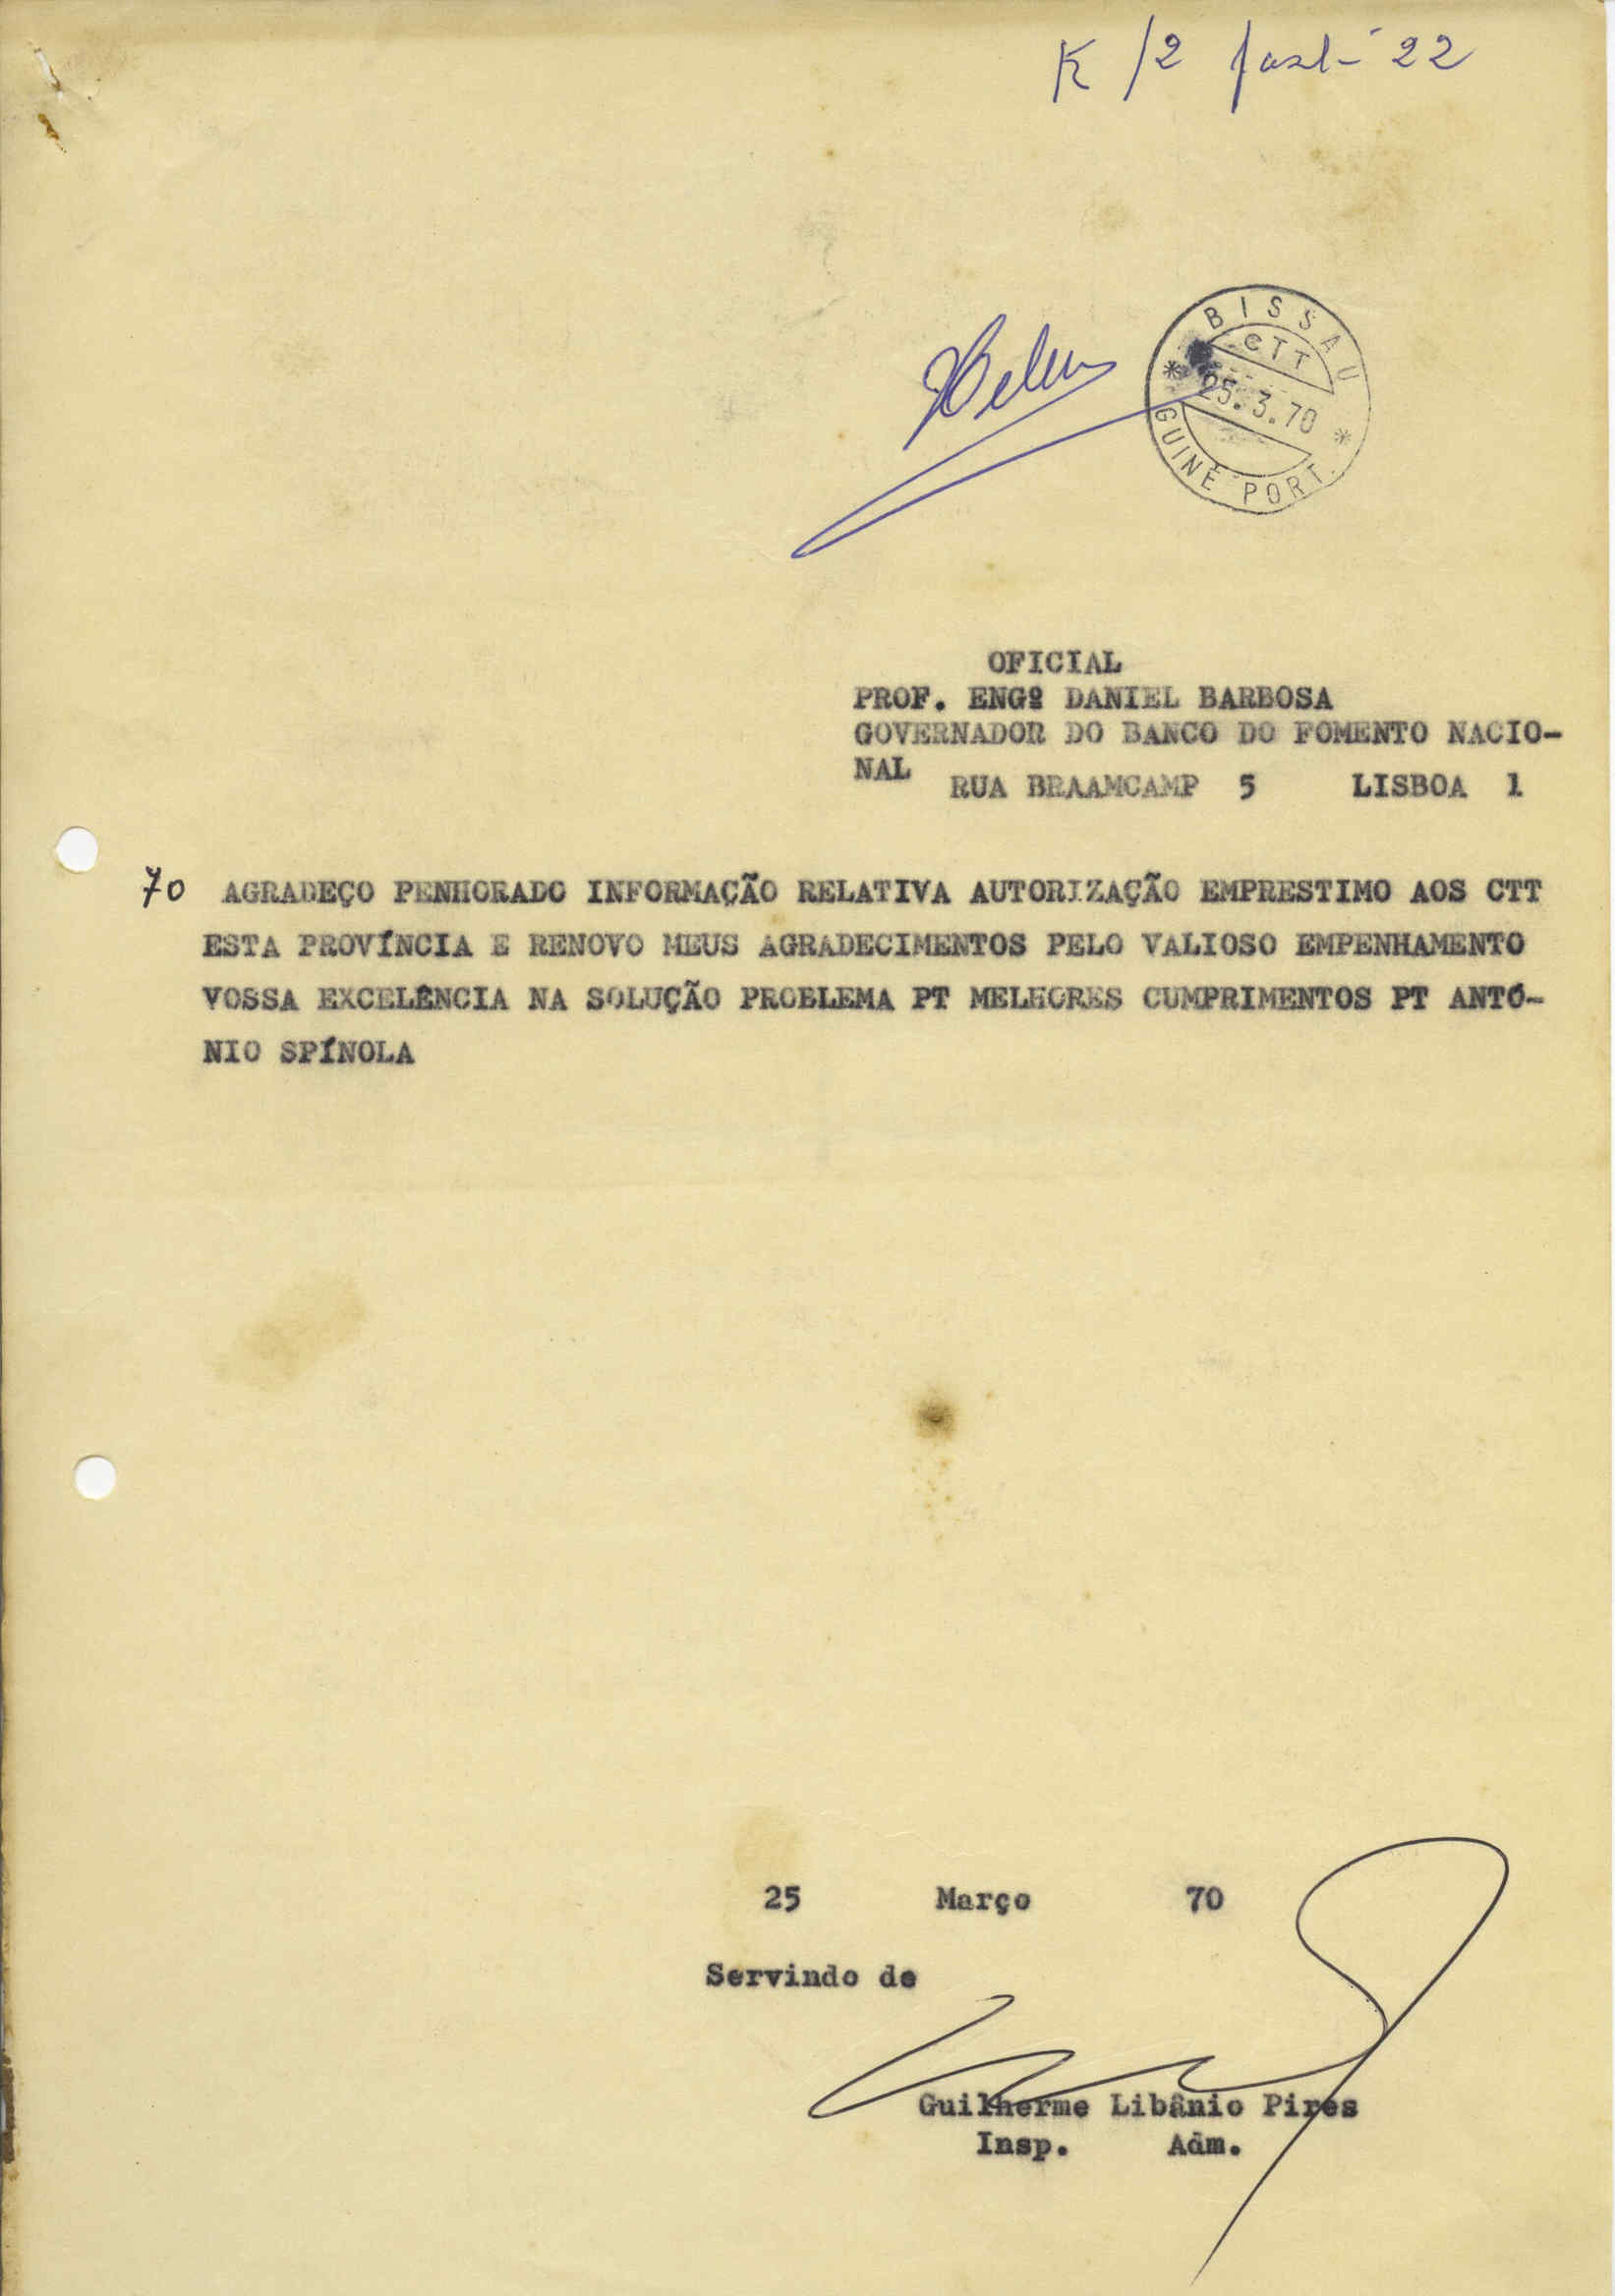 K/2 22
BISSAU
CTT
25.3.70
GUINÉ PORT.
OFICIAL
PROF. ENGº DANIEL BARBOSA
GOVERNADOR DO BANCO DO FOMENTO NACIO-
NAL
RUA BRAAMCAMP 5 LISBOA 1
70 AGRADEÇO PENHORADO INFORMAÇÃO RELATIVA AUTORIZAÇÃO EMPRESTIMO AOS CTT
ESTA PROVÍNCIA E RENOVO MEUS AGRADECIMENTOS PELO VALIOSO EMPENHAMENTO
VOSSA EXCELÊNCIA NA SOLUÇÃO PROBLEMA PT MELHORES CUMPRIMENTOS PT ANTÓ-
NIO SPÍNOLA
25 Março 70
Servindo de
Guilherme Libânio Pires
Insp. Adm.